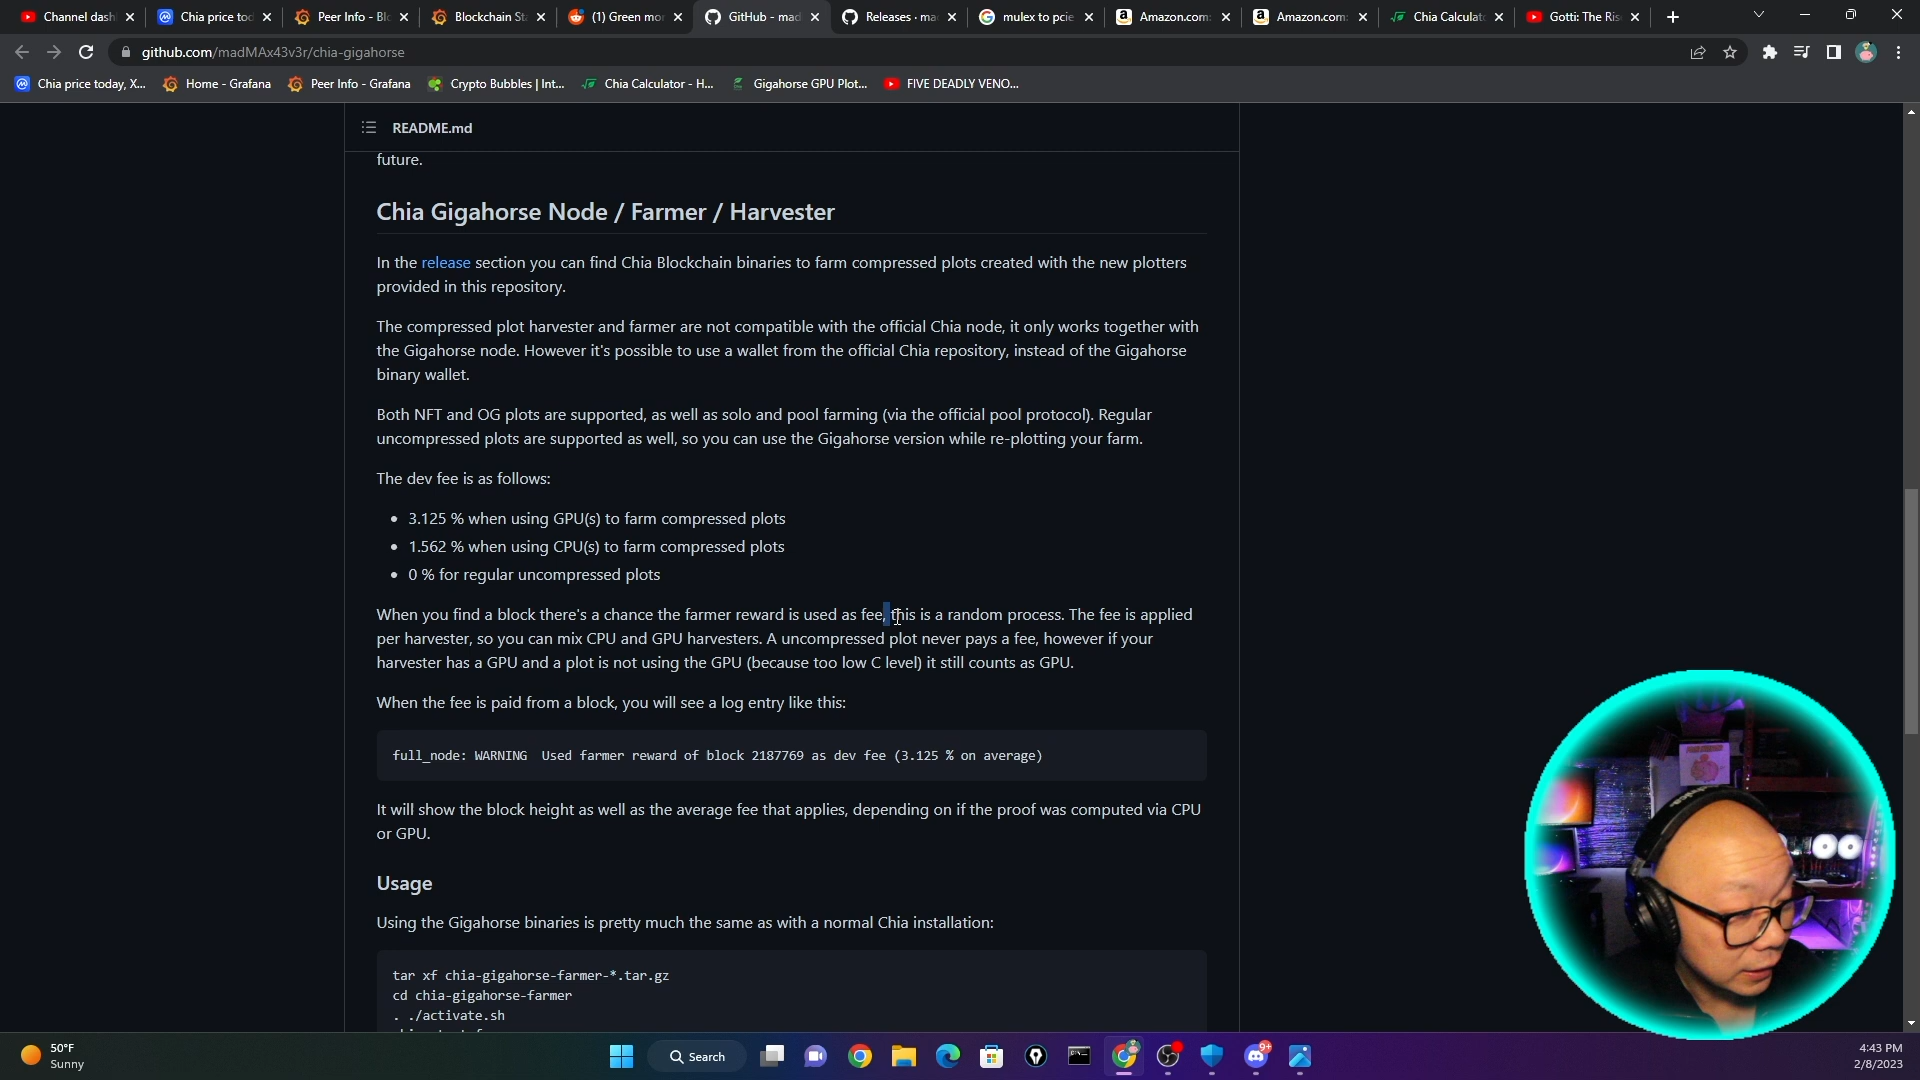 Channel dash
Chia price tod
Peer Info - Blo
Blockchain St
(1) Green mor
GitHub - mad
Releases · ma
mulex to pcie
Amazon.com:
Amazon.com:
Chia Calculat
Gotti: The Ris
github.com/madMAx43v3r/chia-gigahorse
Chia price today, X...
Home - Grafana
Peer Info - Grafana
Crypto Bubbles | Int...
Chia Calculator - H...
Gigahorse GPU Plot...
FIVE DEADLY VENO...
README.md
future.
Chia Gigahorse Node / Farmer / Harvester
In the release section you can find Chia Blockchain binaries to farm compressed plots created with the new plotters
provided in this repository.
The compressed plot harvester and farmer are not compatible with the official Chia node, it only works together with
the Gigahorse node. However it's possible to use a wallet from the official Chia repository, instead of the Gigahorse
binary wallet.
Both NFT and OG plots are supported, as well as solo and pool farming (via the official pool protocol). Regular
uncompressed plots are supported as well, so you can use the Gigahorse version while re-plotting your farm.
The dev fee is as follows:
• 3.125 % when using GPU(s) to farm compressed plots
• 1.562 % when using CPU(s) to farm compressed plots
• 0 % for regular uncompressed plots
When you find a block there's a chance the farmer reward is used as fee, this is a random process. The fee is applied
per harvester, so you can mix CPU and GPU harvesters. A uncompressed plot never pays a fee, however if your
harvester has a GPU and a plot is not using the GPU (because too low C level) it still counts as GPU.
When the fee is paid from a block, you will see a log entry like this:
full_node: WARNING  Used farmer reward of block 2187769 as dev fee (3.125 % on average)
It will show the block height as well as the average fee that applies, depending on if the proof was computed via CPU
or GPU.
Usage
Using the Gigahorse binaries is pretty much the same as with a normal Chia installation:
tar xf chia-gigahorse-farmer-*.tar.gz
cd chia-gigahorse-farmer
. ./activate.sh
50°F
Sunny
Search
9+
4:43 PM
2/8/2023